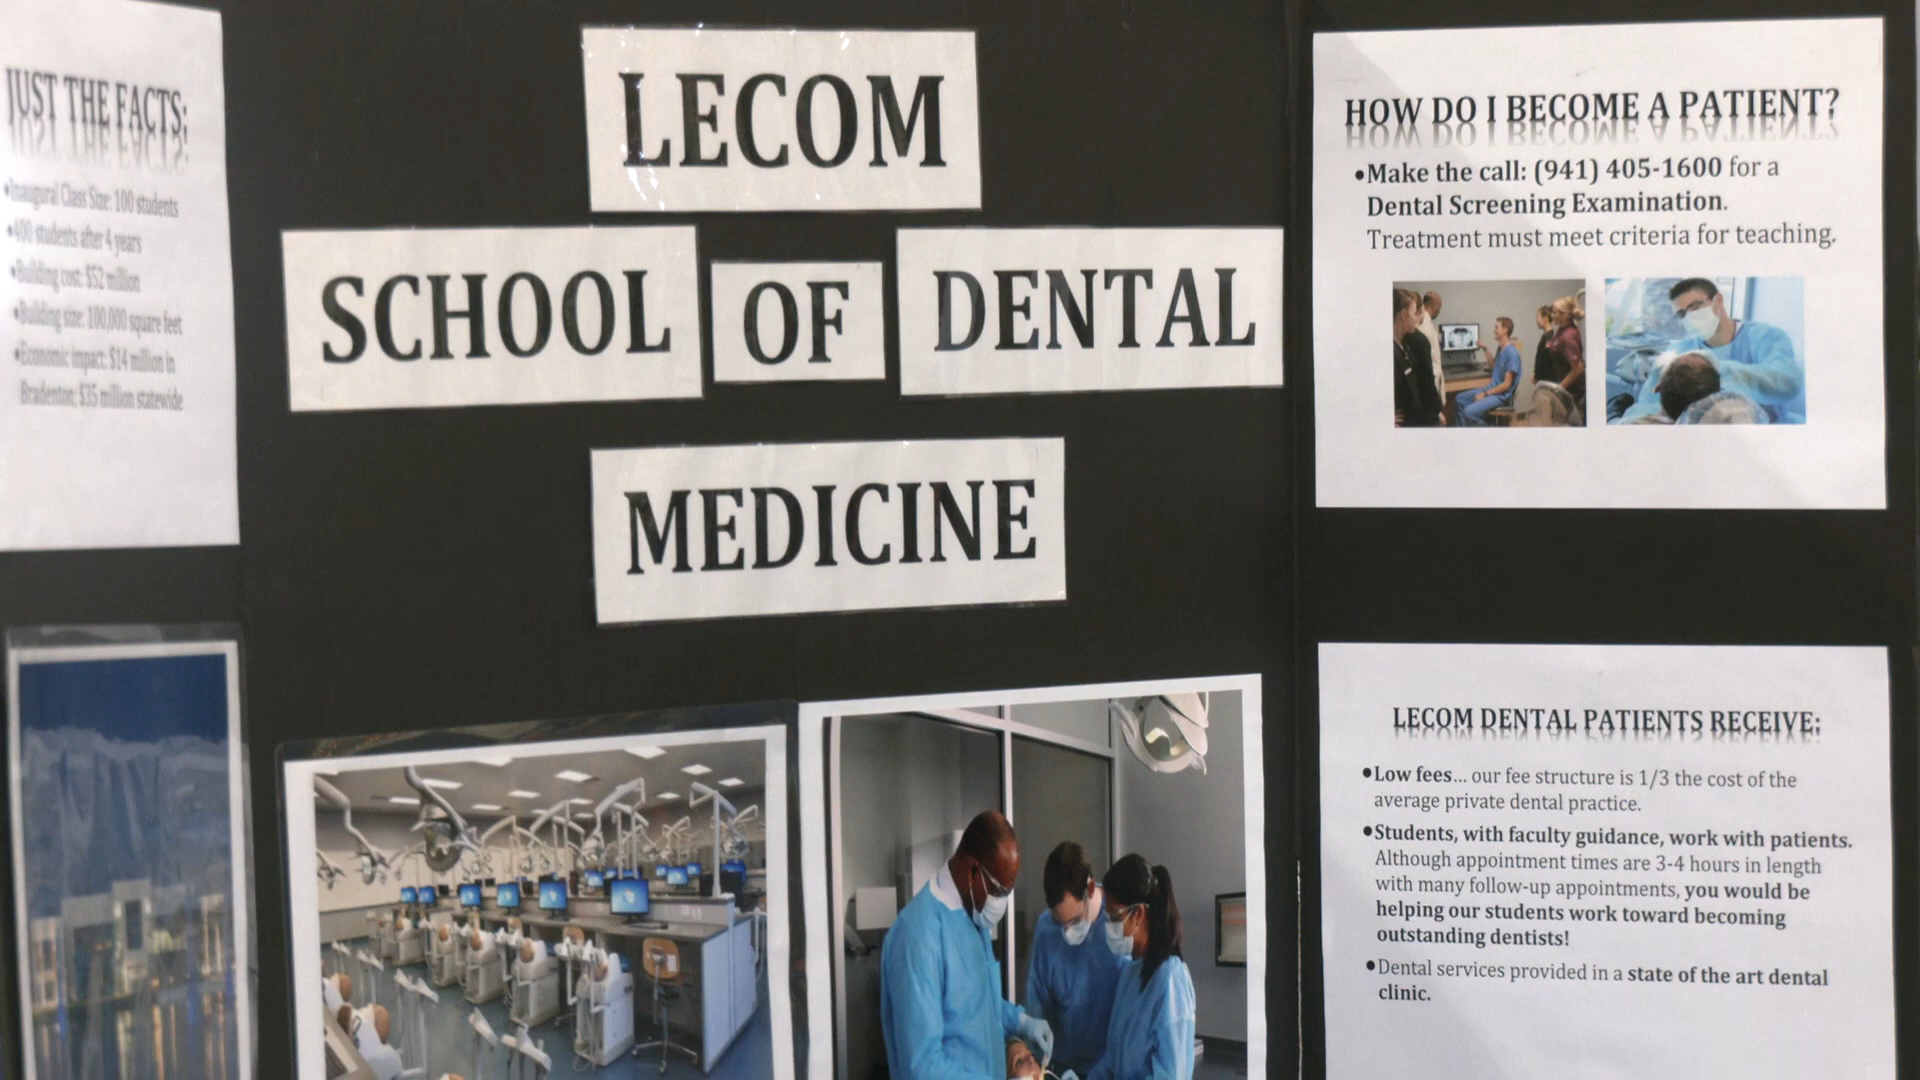 JUST THE FACTS:
•Inaugural Class Size: 100 students
•400 students after 4 years
•Building cost: $52 million
•Building size: 100,000 square feet
•Economic impact: $14 million in
Bradenton; $35 million statewide
LECOM
SCHOOL OF DENTAL
MEDICINE
HOW DO I BECOME A PATIENT?
•Make the call: (941) 405-1600 for a
Dental Screening Examination.
Treatment must meet criteria for teaching.
LECOM DENTAL PATIENTS RECEIVE:
•Low fees... our fee structure is 1/3 the cost of the
average private dental practice.
•Students, with faculty guidance, work with patients.
Although appointment times are 3-4 hours in length
with many follow-up appointments, you would be
helping our students work toward becoming
outstanding dentists!
•Dental services provided in a state of the art dental
clinic.